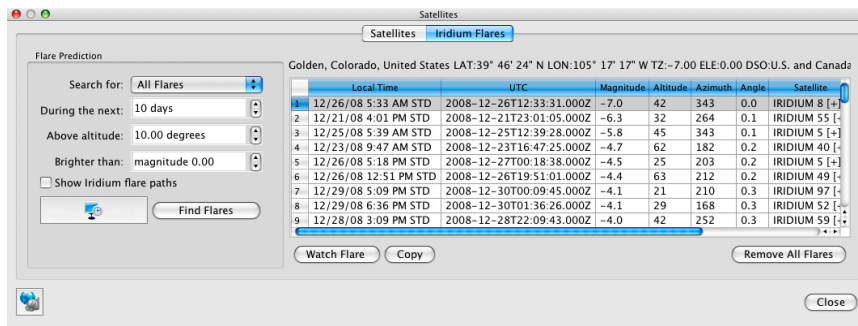 Satellites
Satellites Iridium Flares
Flare Prediction
Search for: All Flares
During the next: 10 days
Above altitude: 10.00 degrees
Brighter than: magnitude 0.00
Show Iridium flare paths
Find Flares
Golden, Colorado, United States LAT:39° 46' 24" N LON:105° 17' 17" W TZ:-7.00 ELE:0.00 DSO:U.S. and Canada
Local Time UTC Magnitude Altitude Azimuth Angle Satellite
1 12/26/08 5:33 AM STD 2008-12-26T12:33:31.000Z -7.0 42 343 0.0 IRIDIUM 8 [+]
2 12/21/08 4:01 PM STD 2008-12-21T23:01:05.000Z -6.3 32 264 0.1 IRIDIUM 55 [-
3 12/25/08 5:39 AM STD 2008-12-25T12:39:28.000Z -5.8 45 343 0.1 IRIDIUM 5 [+]
4 12/23/08 9:47 AM STD 2008-12-23T16:47:25.000Z -4.7 62 182 0.2 IRIDIUM 40 [-
5 12/26/08 5:18 PM STD 2008-12-27T00:18:38.000Z -4.5 25 203 0.2 IRIDIUM 5 [+]
6 12/26/08 12:51 PM STD 2008-12-26T19:51:01.000Z -4.4 63 212 0.2 IRIDIUM 49 [-
7 12/29/08 5:09 PM STD 2008-12-30T00:09:45.000Z -4.1 21 210 0.3 IRIDIUM 97 [-
8 12/29/08 6:36 PM STD 2008-12-30T01:36:26.000Z -4.1 29 168 0.3 IRIDIUM 52 [-
9 12/28/08 3:09 PM STD 2008-12-28T22:09:43.000Z -4.0 42 252 0.3 IRIDIUM 59 [-
Watch Flare Copy Remove All Flares
Close